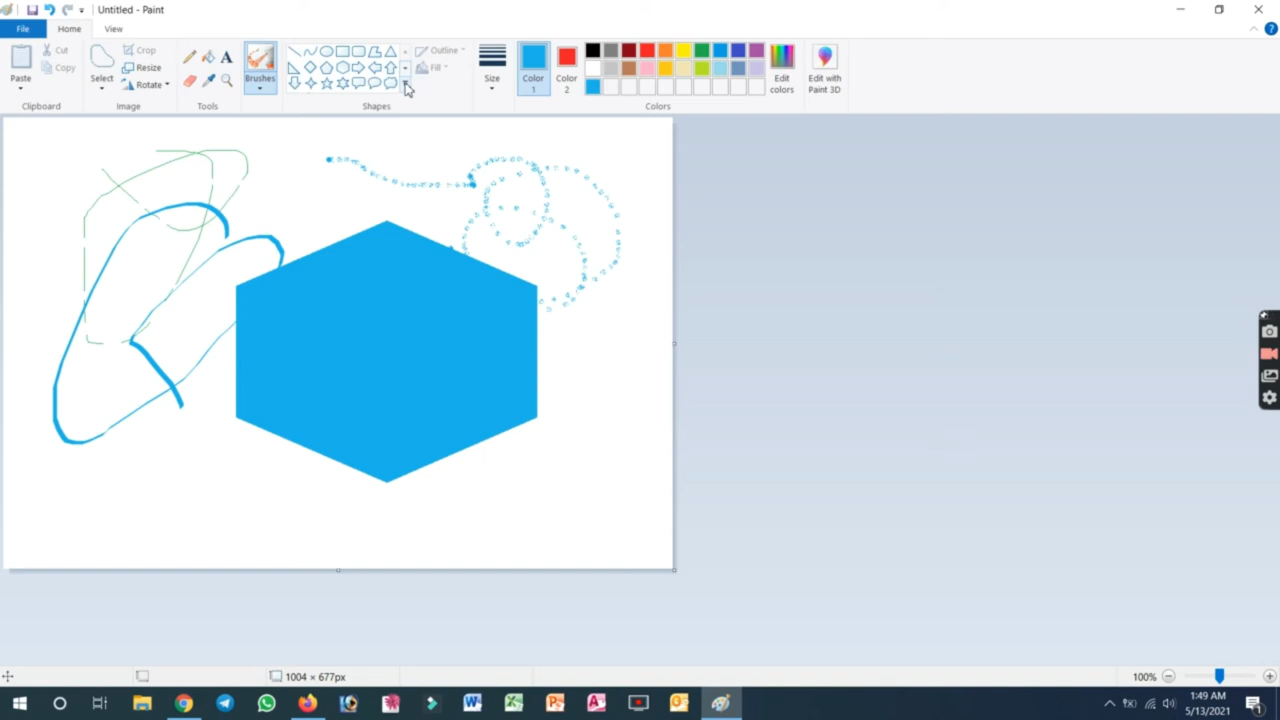 Untitled - Paint
File
Home
View
Paste
Cut
Copy
Clipboard
Select
Crop
Resize
Rotate
Image
A
Tools
Brushes
Outline
Fill
Shapes
Size
Color
1
Color
2
Edit
colors
Colors
Edit with
Paint 3D
1004 × 677px
100%
1:49 AM
5/13/2021